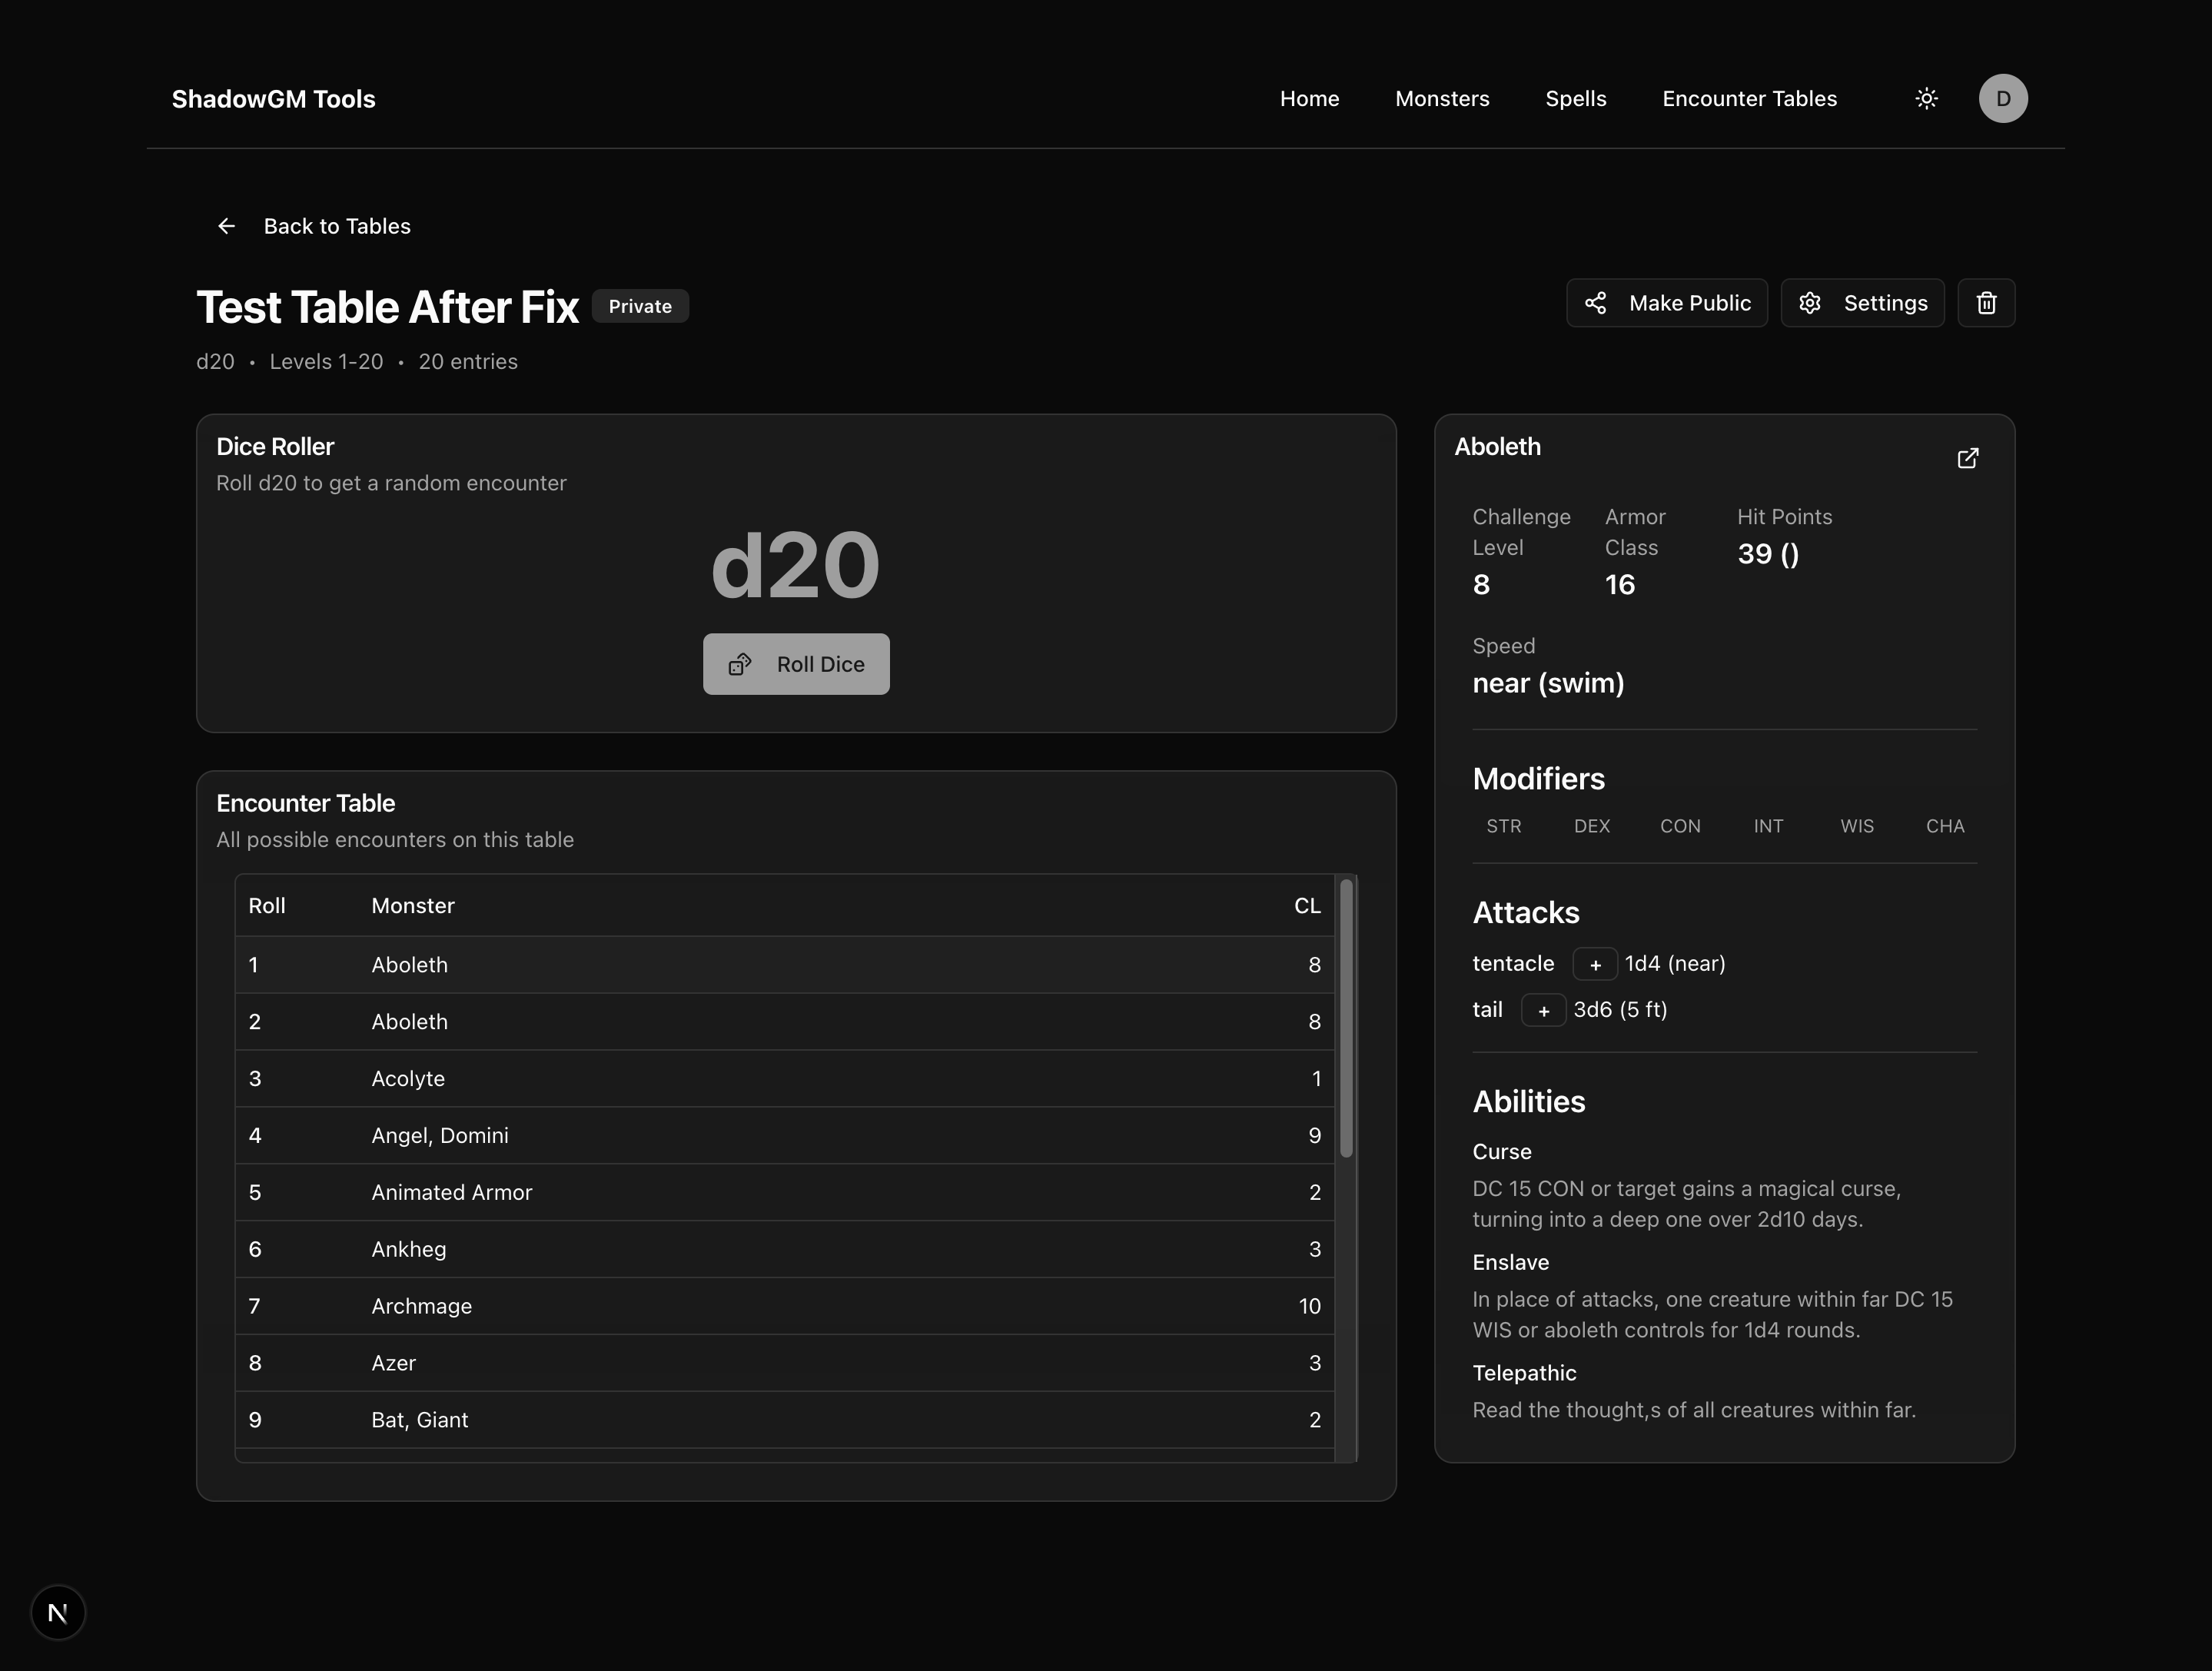 ShadowGM Tools
Home
Monsters
Spells
Encounter Tables
D
Back to Tables
Test Table After Fix
Private
Make Public
Settings
d20 • Levels 1-20 • 20 entries
Dice Roller
Roll d20 to get a random encounter
d20
Roll Dice
Encounter Table
All possible encounters on this table
Roll Monster CL
1 Aboleth 8
2 Aboleth 8
3 Acolyte 1
4 Angel, Domini 9
5 Animated Armor 2
6 Ankheg 3
7 Archmage 10
8 Azer 3
9 Bat, Giant 2
Aboleth
Challenge
Level
8
Armor
Class
16
Hit Points
39 ()
Speed
near (swim)
Modifiers
STR DEX CON INT WIS CHA
Attacks
tentacle + 1d4 (near)
tail + 3d6 (5 ft)
Abilities
Curse
DC 15 CON or target gains a magical curse,
turning into a deep one over 2d10 days.
Enslave
In place of attacks, one creature within far DC 15
WIS or aboleth controls for 1d4 rounds.
Telepathic
Read the thought,s of all creatures within far.
N